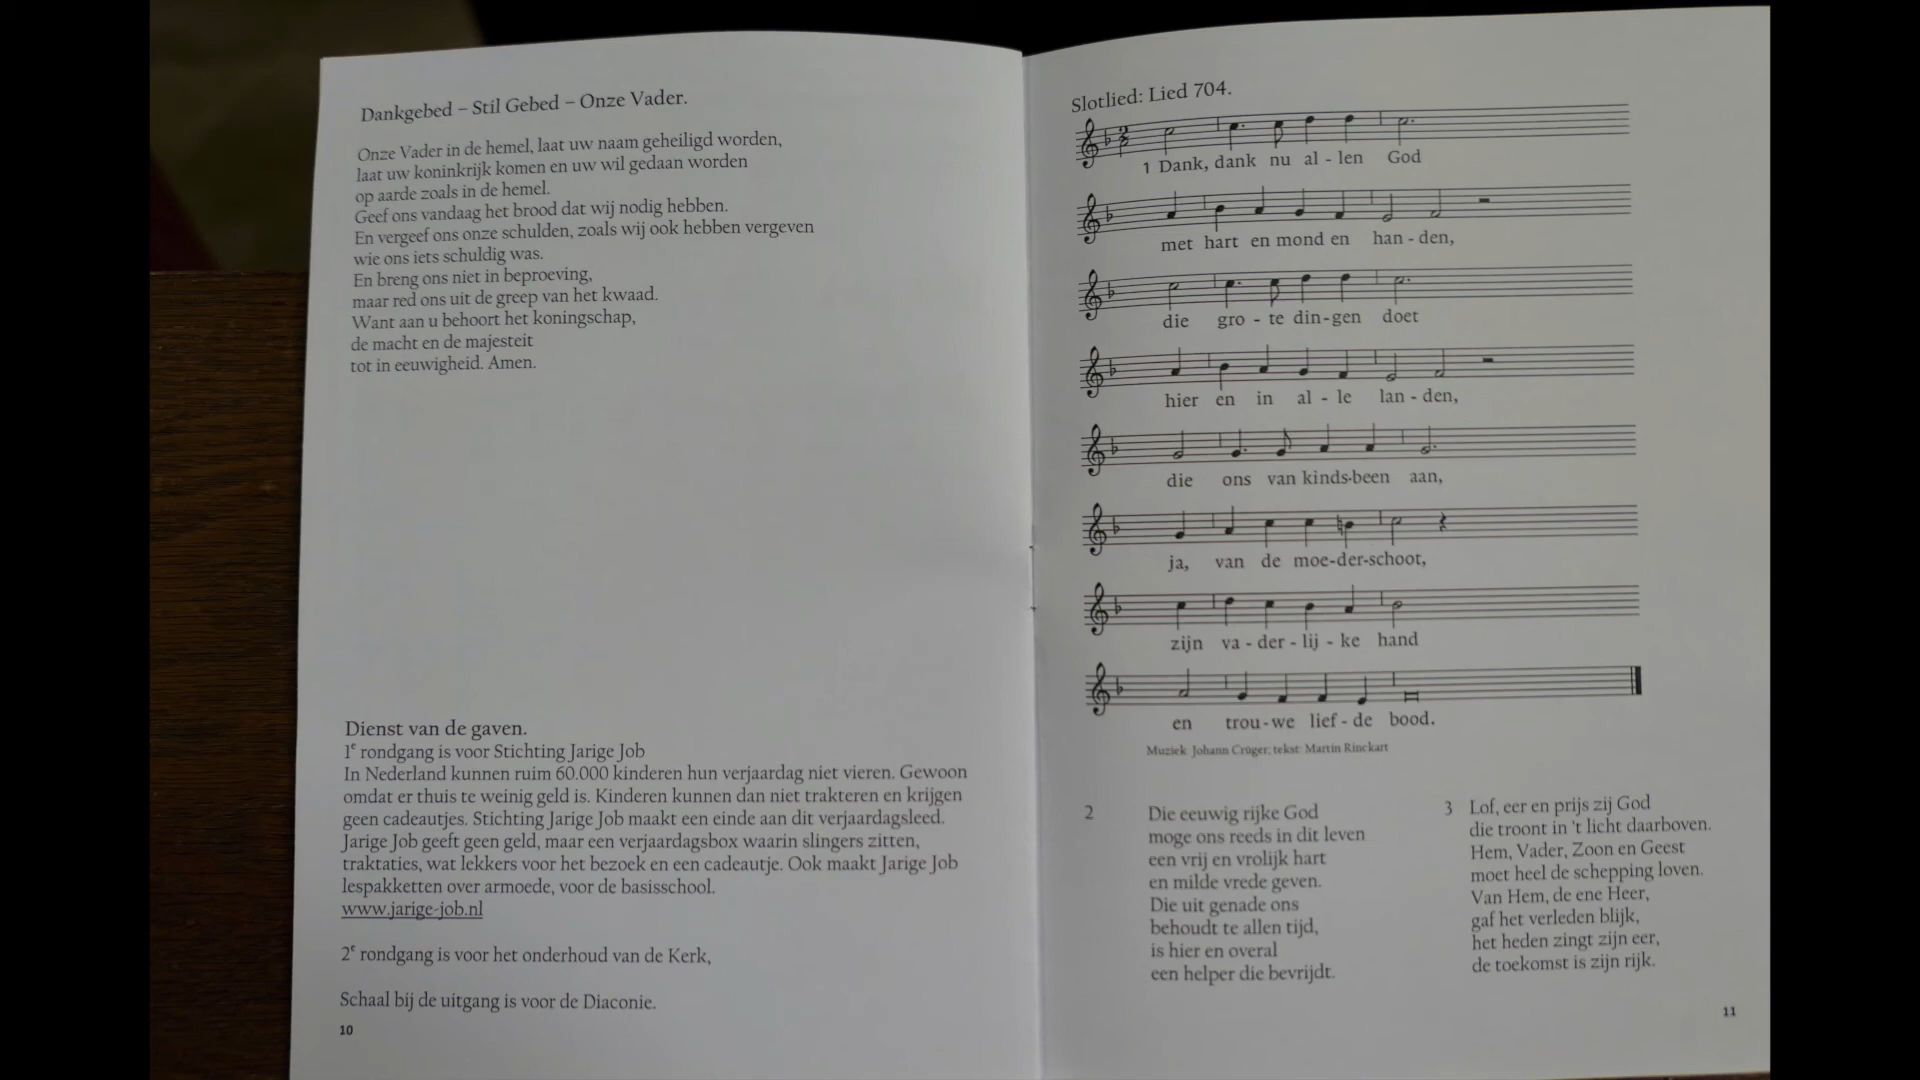 Dankgebed – Stil Gebed – Onze Vader.
Onze Vader in de hemel, laat uw naam geheiligd worden,
laat uw koninkrijk komen en uw wil gedaan worden
op aarde zoals in de hemel.
Geef ons vandaag het brood dat wij nodig hebben.
En vergeef ons onze schulden, zoals wij ook hebben vergeven
wie ons iets schuldig was.
En breng ons niet in beproeving,
maar red ons uit de greep van het kwaad.
Want aan u behoort het koningschap,
de macht en de majesteit
tot in eeuwigheid. Amen.
Dienst van de gaven.
1e rondgang is voor Stichting Jarige Job
In Nederland kunnen ruim 60.000 kinderen hun verjaardag niet vieren. Gewoon
omdat er thuis te weinig geld is. Kinderen kunnen dan niet trakteren en krijgen
geen cadeautjes. Stichting Jarige Job maakt een einde aan dit verjaardagsleed.
Jarige Job geeft geen geld, maar een verjaardagsbox waarin slingers zitten,
traktaties, wat lekkers voor het bezoek en een cadeautje. Ook maakt Jarige Job
lespakketten over armoede, voor de basisschool.
www.jarige-job.nl
2e rondgang is voor het onderhoud van de Kerk,
Schaal bij de uitgang is voor de Diaconie.
10
Slotlied: Lied 704.
1 Dank, dank nu al - len God
met hart en mond en han - den,
die gro - te din - gen doet
hier en in al - le lan - den,
die ons van kinds-been aan,
ja, van de moe-der-schoot,
zijn va - der - lij - ke hand
en trou - we lief - de bood.
Muziek Johann Crüger; tekst Martin Rinckart
2 Die eeuwig rijke God
moge ons reeds in dit leven
een vrij en vrolijk hart
en milde vrede geven.
Die uit genade ons
behoudt te allen tijd,
is hier en overal
een helper die bevrijdt.
3 Lof, eer en prijs zij God
die troont in 't licht daarboven.
Hem, Vader, Zoon en Geest
moet heel de schepping loven.
Van Hem, de ene Heer,
gaf het verleden blijk,
het heden zingt zijn eer,
de toekomst is zijn rijk.
11